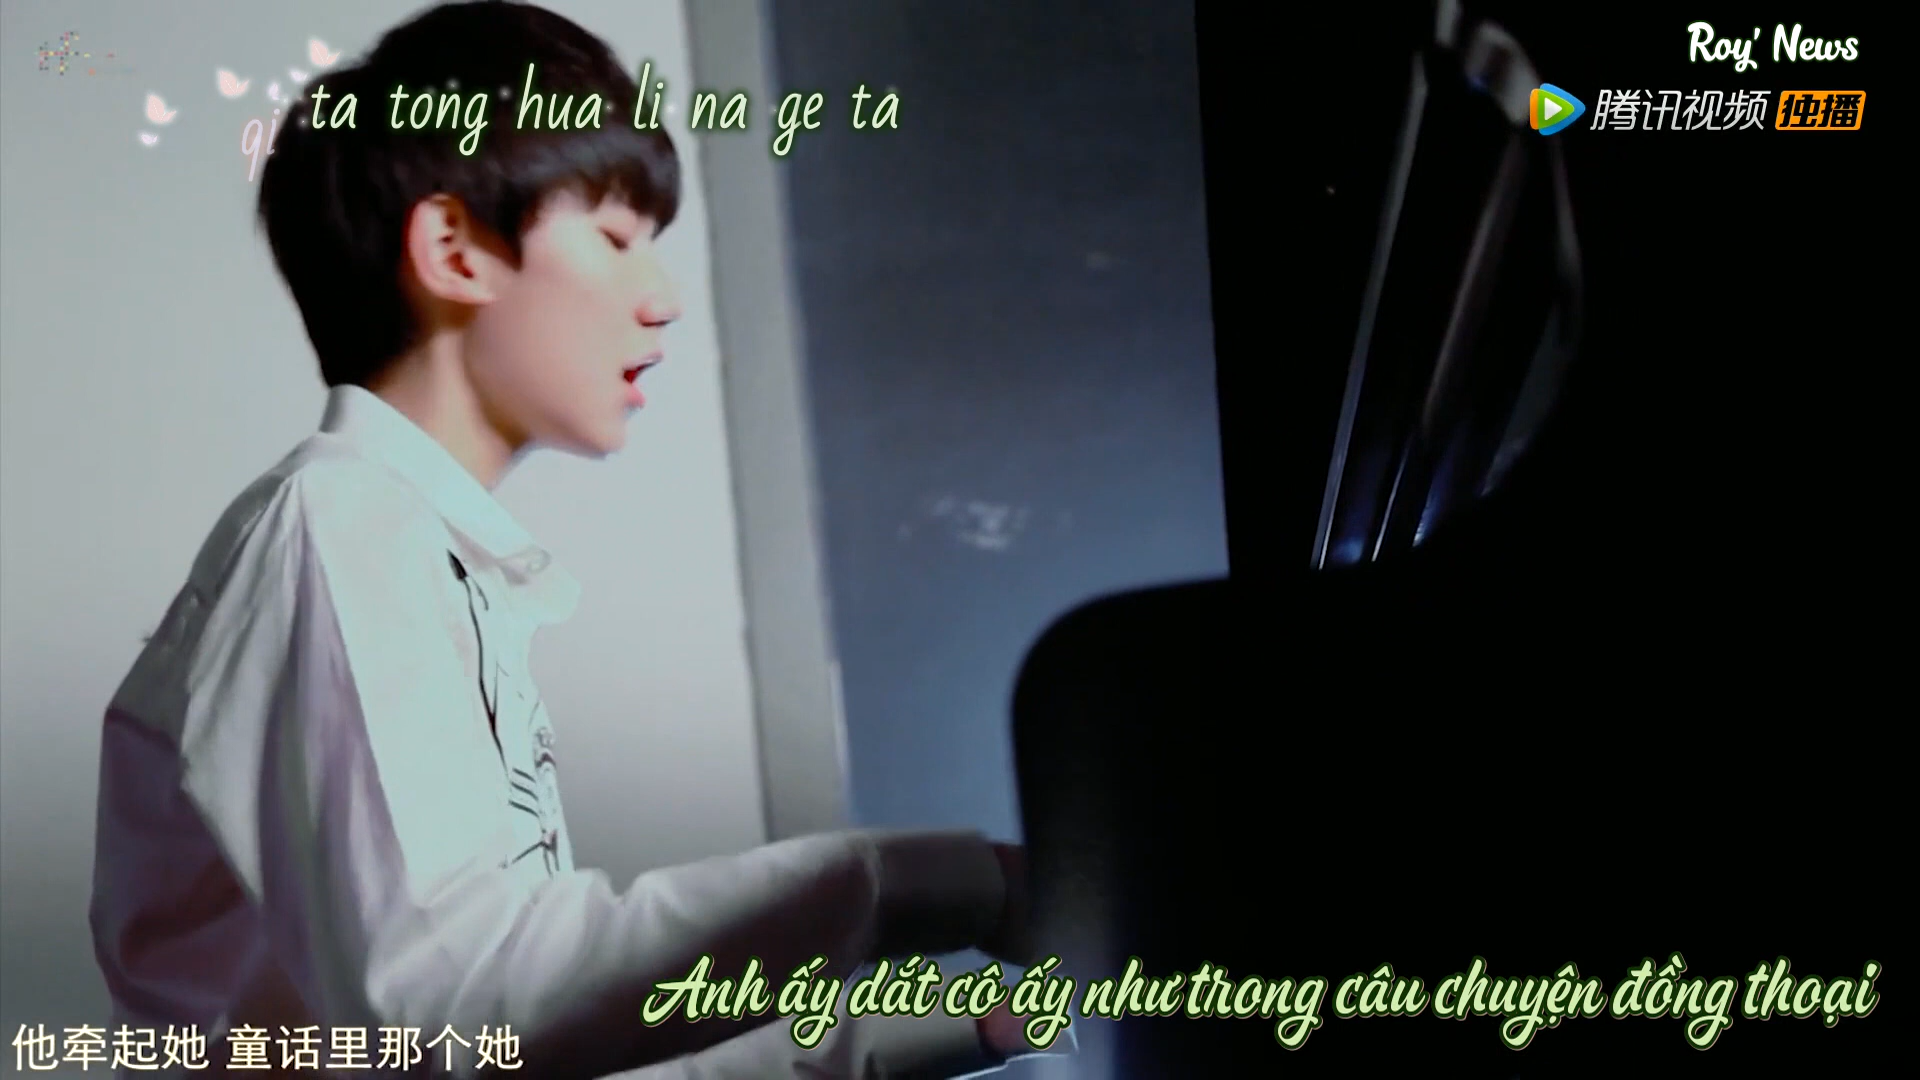 Roy' News
腾讯视频 独播
qi ta tong hua li na ge ta
Anh ấy dắt cô ấy như trong câu chuyện đồng thoại
他牵起她 童话里那个她